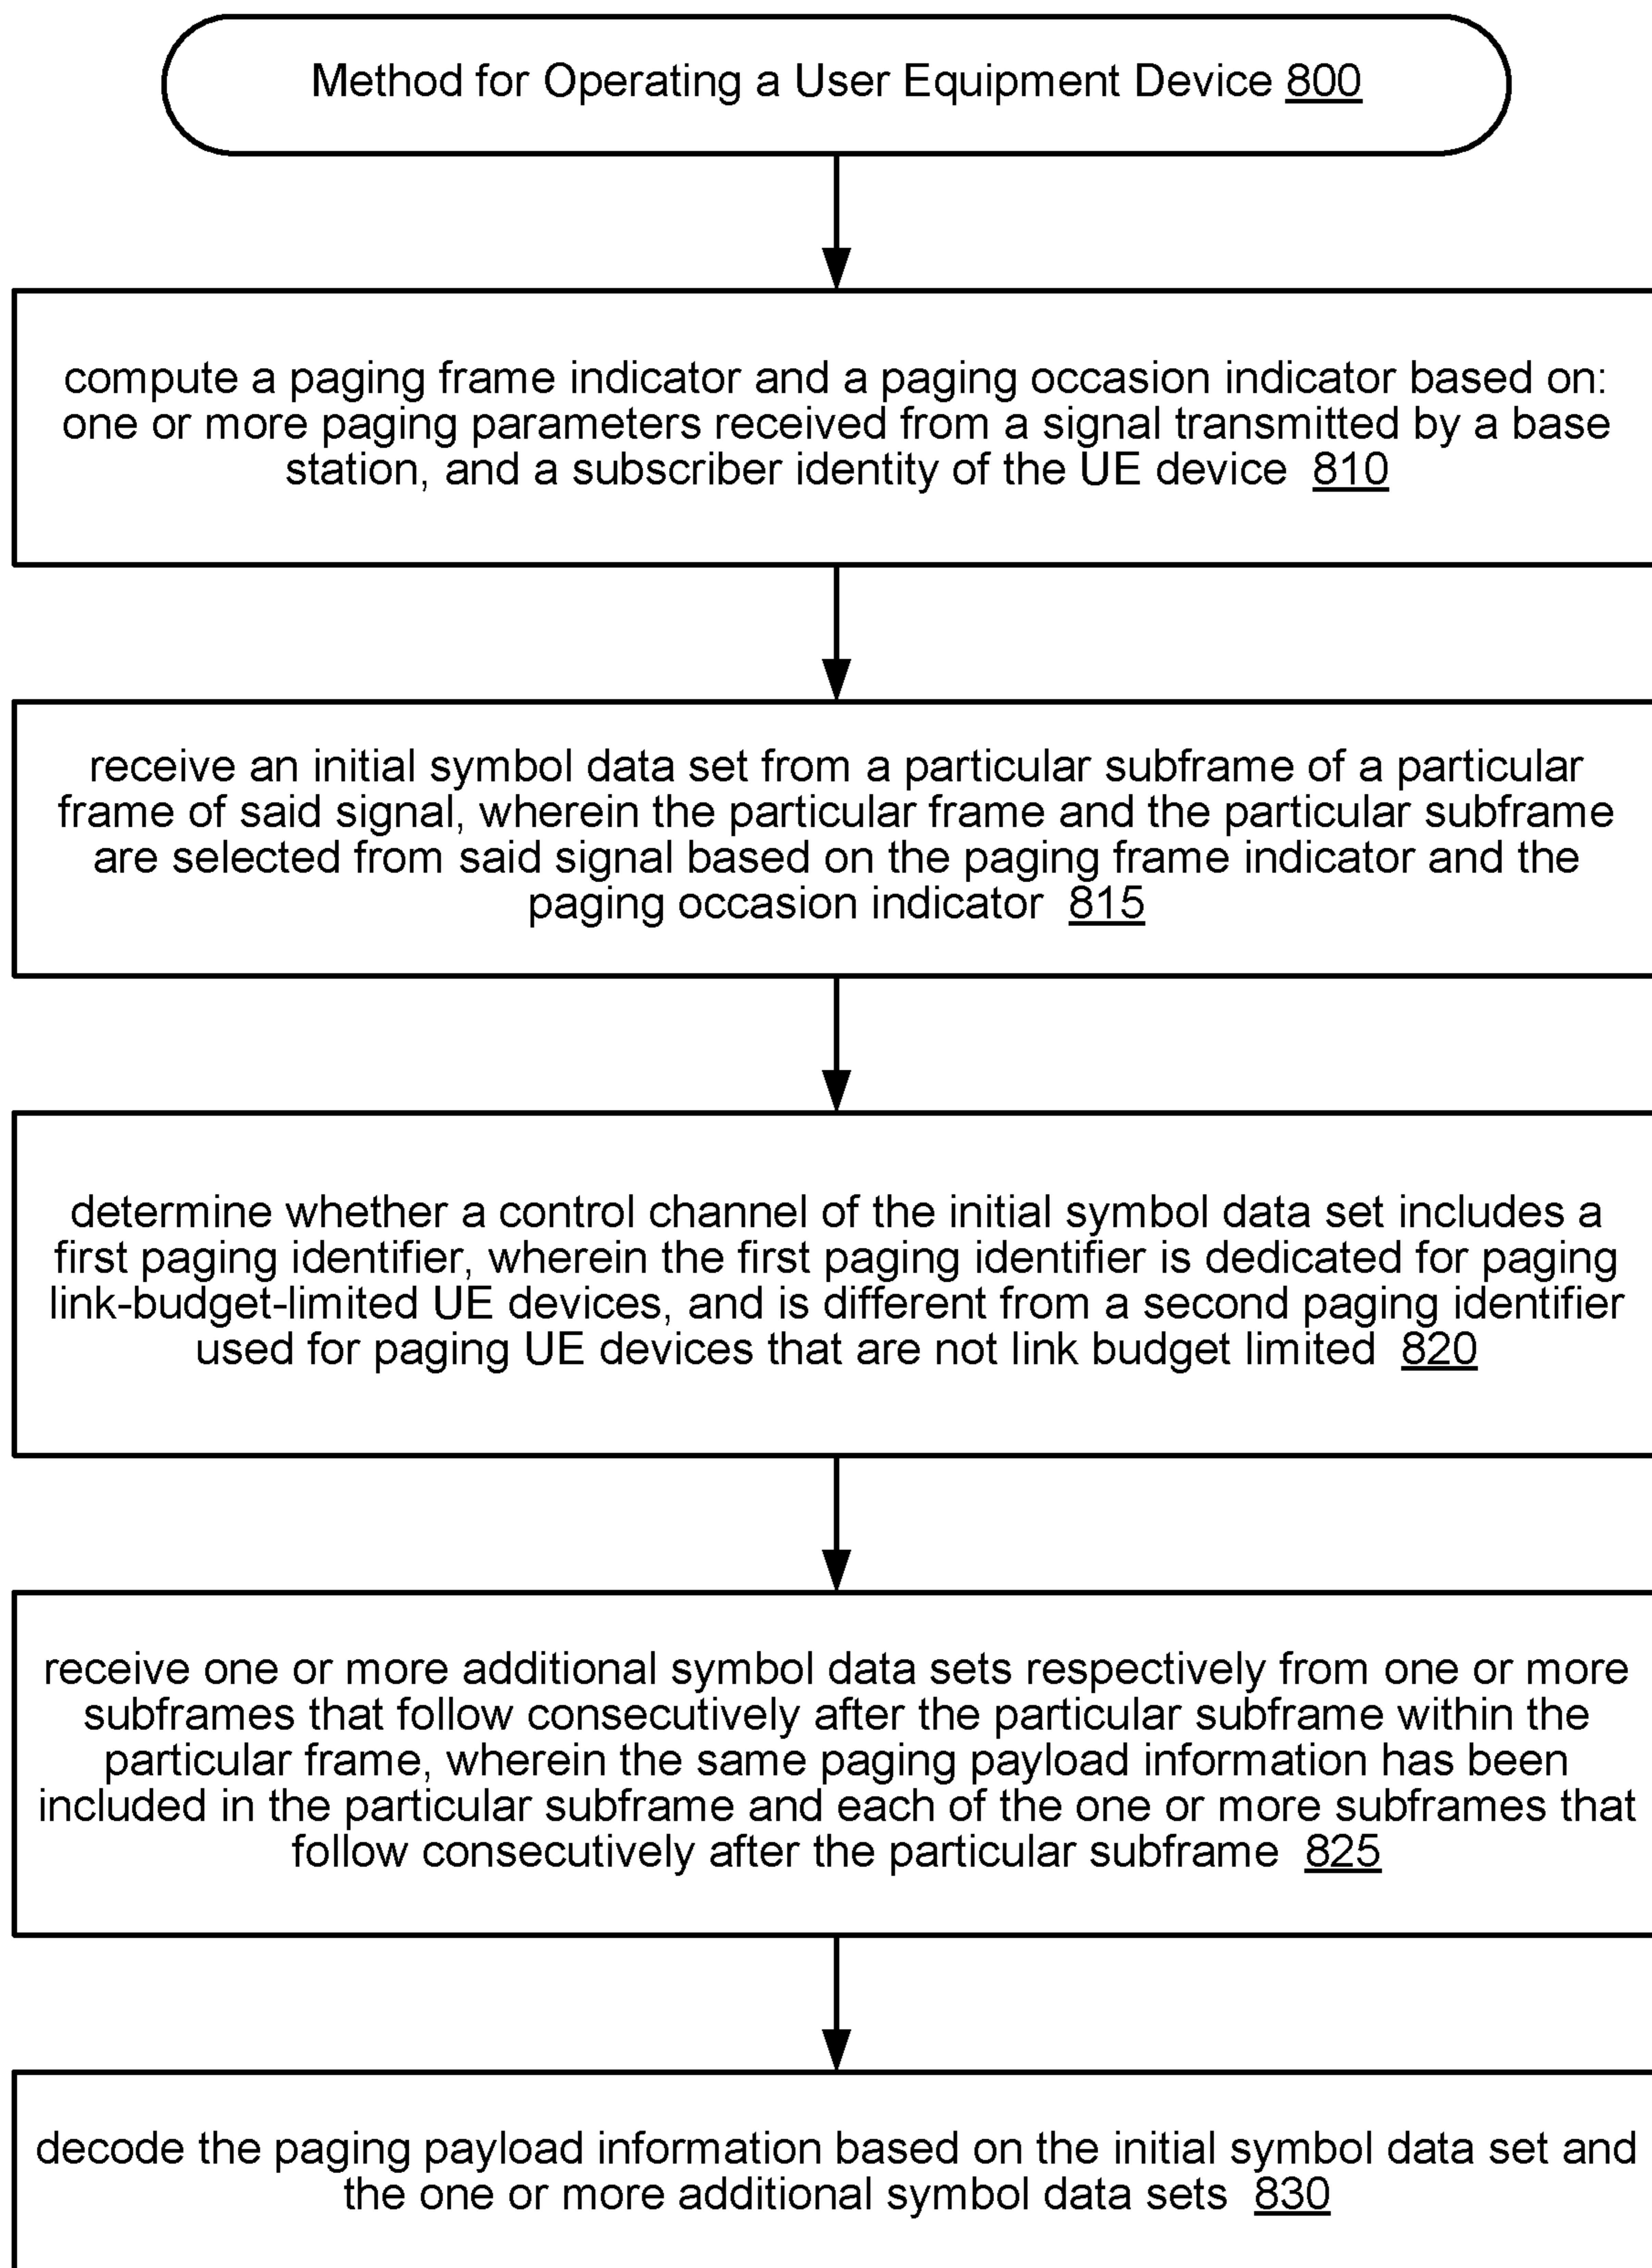 Method for Operating a User Equipment Device 800
compute a paging frame indicator and a paging occasion indicator based on:
one or more paging parameters received from a signal transmitted by a base
station, and a subscriber identity of the UE device 810
receive an initial symbol data set from a particular subframe of a particular
frame of said signal, wherein the particular frame and the particular subframe
are selected from said signal based on the paging frame indicator and the
paging occasion indicator 815
determine whether a control channel of the initial symbol data set includes a
first paging identifier, wherein the first paging identifier is dedicated for paging
link-budget-limited UE devices, and is different from a second paging identifier
used for paging UE devices that are not link budget limited 820
receive one or more additional symbol data sets respectively from one or more
subframes that follow consecutively after the particular subframe within the
particular frame, wherein the same paging payload information has been
included in the particular subframe and each of the one or more subframes that
follow consecutively after the particular subframe 825
decode the paging payload information based on the initial symbol data set and
the one or more additional symbol data sets 830